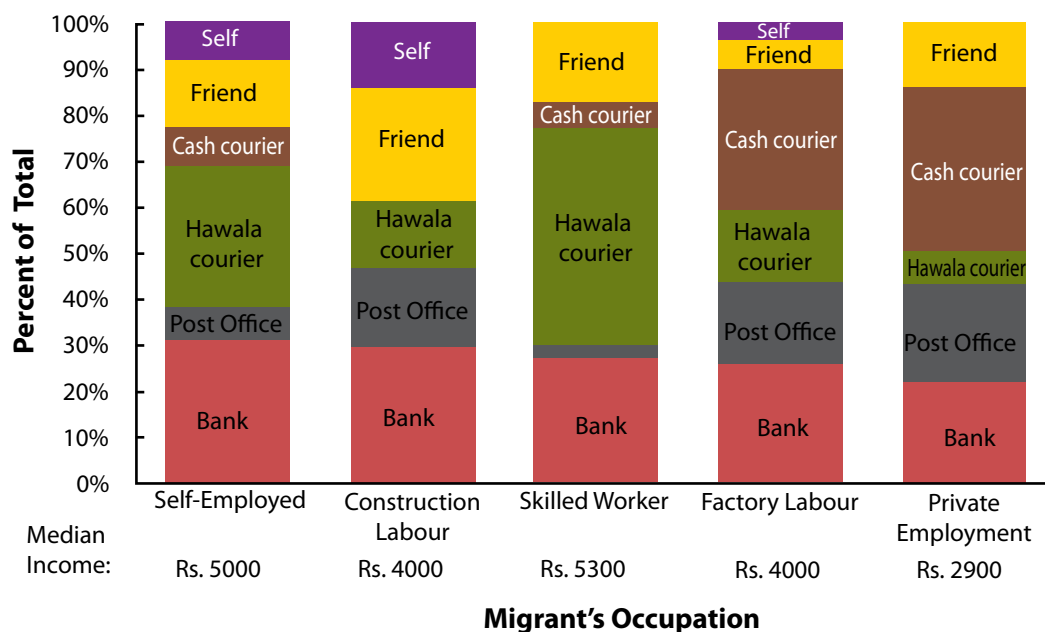 Percent of Total
100%
90%
80%
70%
60%
50%
40%
30%
20%
10%
0%
Self
Friend
Cash courier
Hawala
courier
Post Office
Bank
Self
Friend
Hawala
courier
Post Office
Bank
Friend
Cash courier
Hawala
courier
Bank
Self
Friend
Cash courier
Hawala
courier
Post Office
Bank
Friend
Cash courier
Hawala courier
Post Office
Bank
Self-Employed
Construction
Labour
Skilled Worker
Factory Labour
Private
Employment
Median
Income:
Rs. 5000
Rs. 4000
Rs. 5300
Rs. 4000
Rs. 2900
Migrant's Occupation